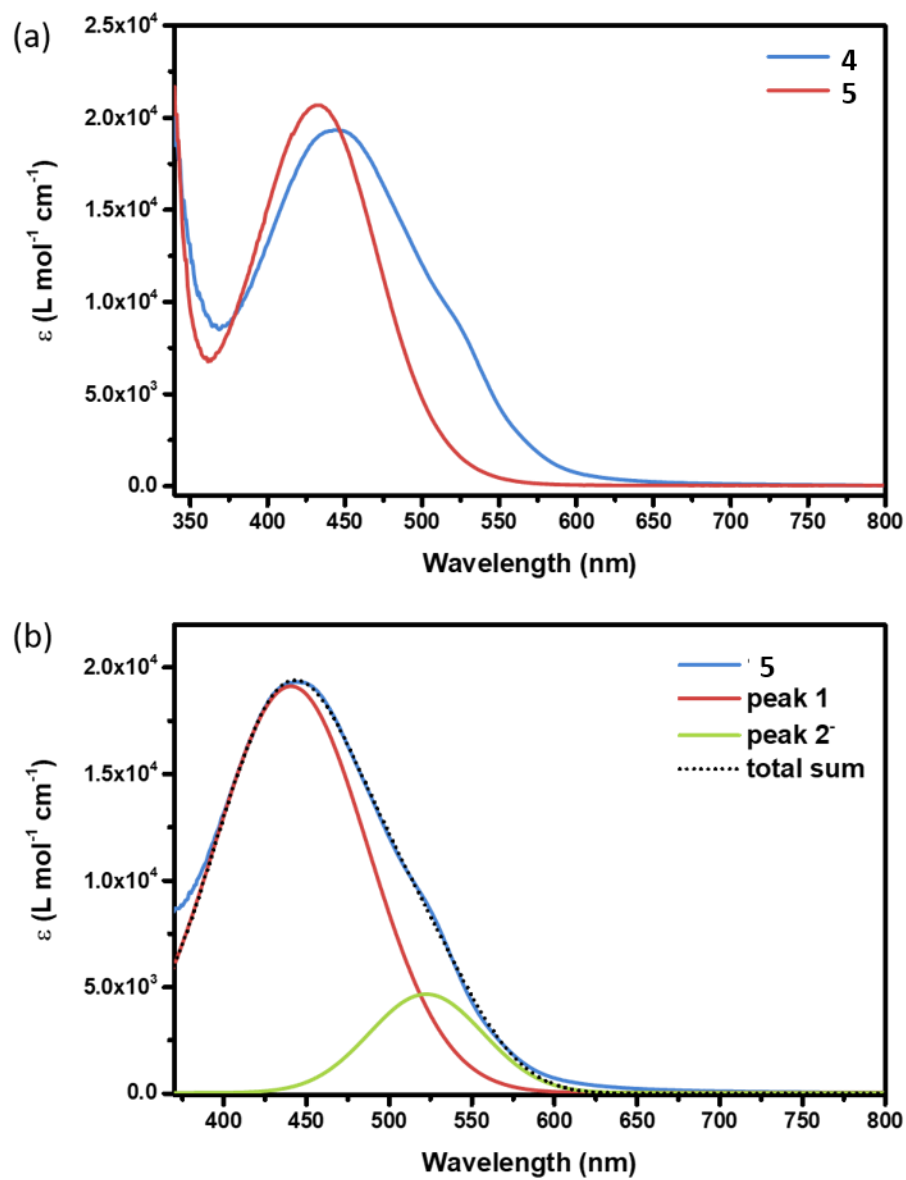 (a)
2.5x10⁴
2.0x10⁴
1.5x10⁴
1.0x10⁴
5.0x10³
0.0
ε (L mol⁻¹ cm⁻¹)
4
5
350 400 450 500 550 600 650 700 750 800
Wavelength (nm)
(b)
2.0x10⁴
1.5x10⁴
1.0x10⁴
5.0x10³
0.0
ε (L mol⁻¹ cm⁻¹)
5
peak 1
peak 2⁻
total sum
400 450 500 550 600 650 700 750 800
Wavelength (nm)